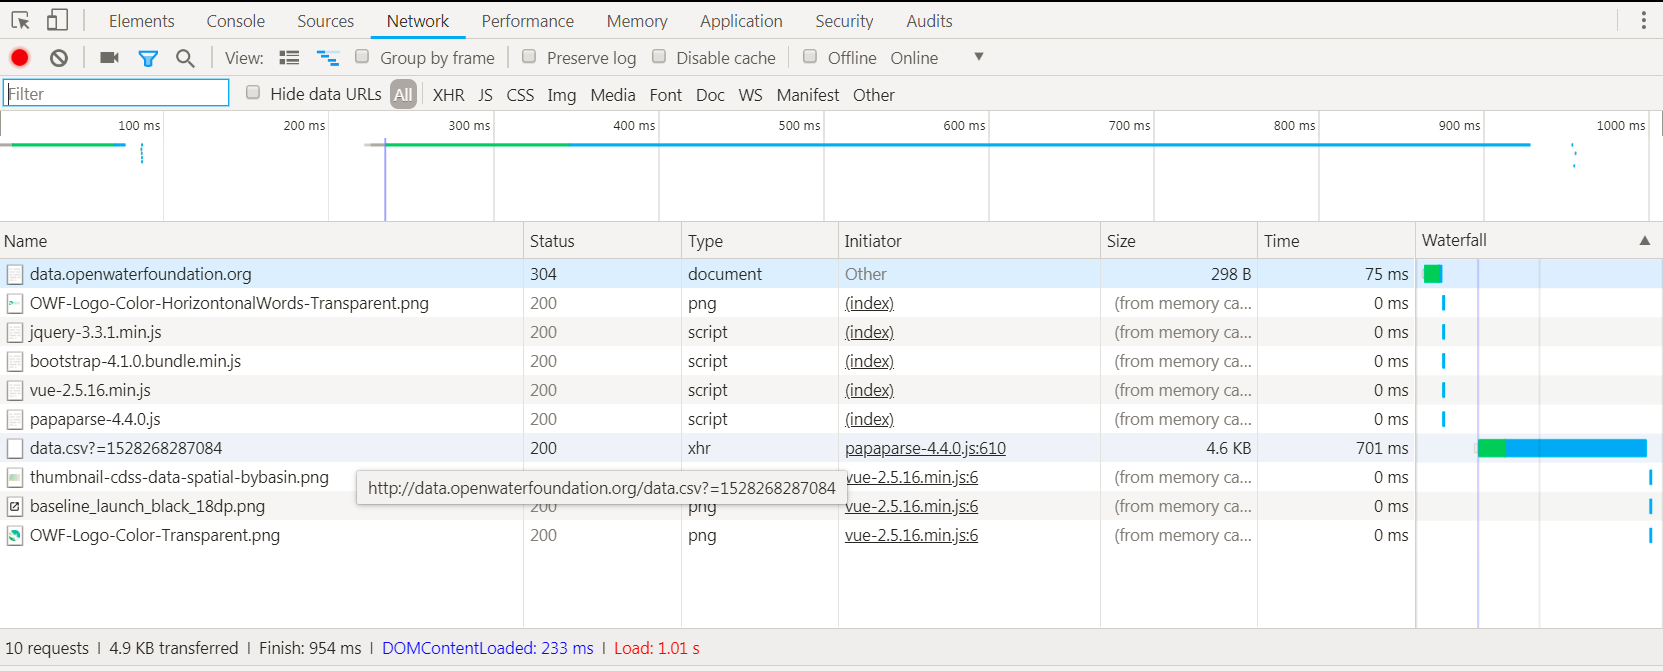 Elements Console Sources Network Performance Memory Application Security Audits
View: Group by frame Preserve log Disable cache Offline Online
Filter Hide data URLs All XHR JS CSS Img Media Font Doc WS Manifest Other
100 ms 200 ms 300 ms 400 ms 500 ms 600 ms 700 ms 800 ms 900 ms 1000 ms
Name Status Type Initiator Size Time Waterfall
data.openwaterfoundation.org 304 document Other 298 B 75 ms
OWF-Logo-Color-HorizontonalWords-Transparent.png 200 png (index) (from memory ca... 0 ms
jquery-3.3.1.min.js 200 script (index) (from memory ca... 0 ms
bootstrap-4.1.0.bundle.min.js 200 script (index) (from memory ca... 0 ms
vue-2.5.16.min.js 200 script (index) (from memory ca... 0 ms
papaparse-4.4.0.js 200 script (index) (from memory ca... 0 ms
data.csv?=1528268287084 200 xhr papaparse-4.4.0.js:610 4.6 KB 701 ms
thumbnail-cdss-data-spatial-bybasin.png vue-2.5.16.min.js:6 (from memory ca... 0 ms
http://data.openwaterfoundation.org/data.csv?=1528268287084
baseline_launch_black_18dp.png 200 png vue-2.5.16.min.js:6 (from memory ca... 0 ms
OWF-Logo-Color-Transparent.png 200 png vue-2.5.16.min.js:6 (from memory ca... 0 ms
10 requests | 4.9 KB transferred | Finish: 954 ms | DOMContentLoaded: 233 ms | Load: 1.01 s